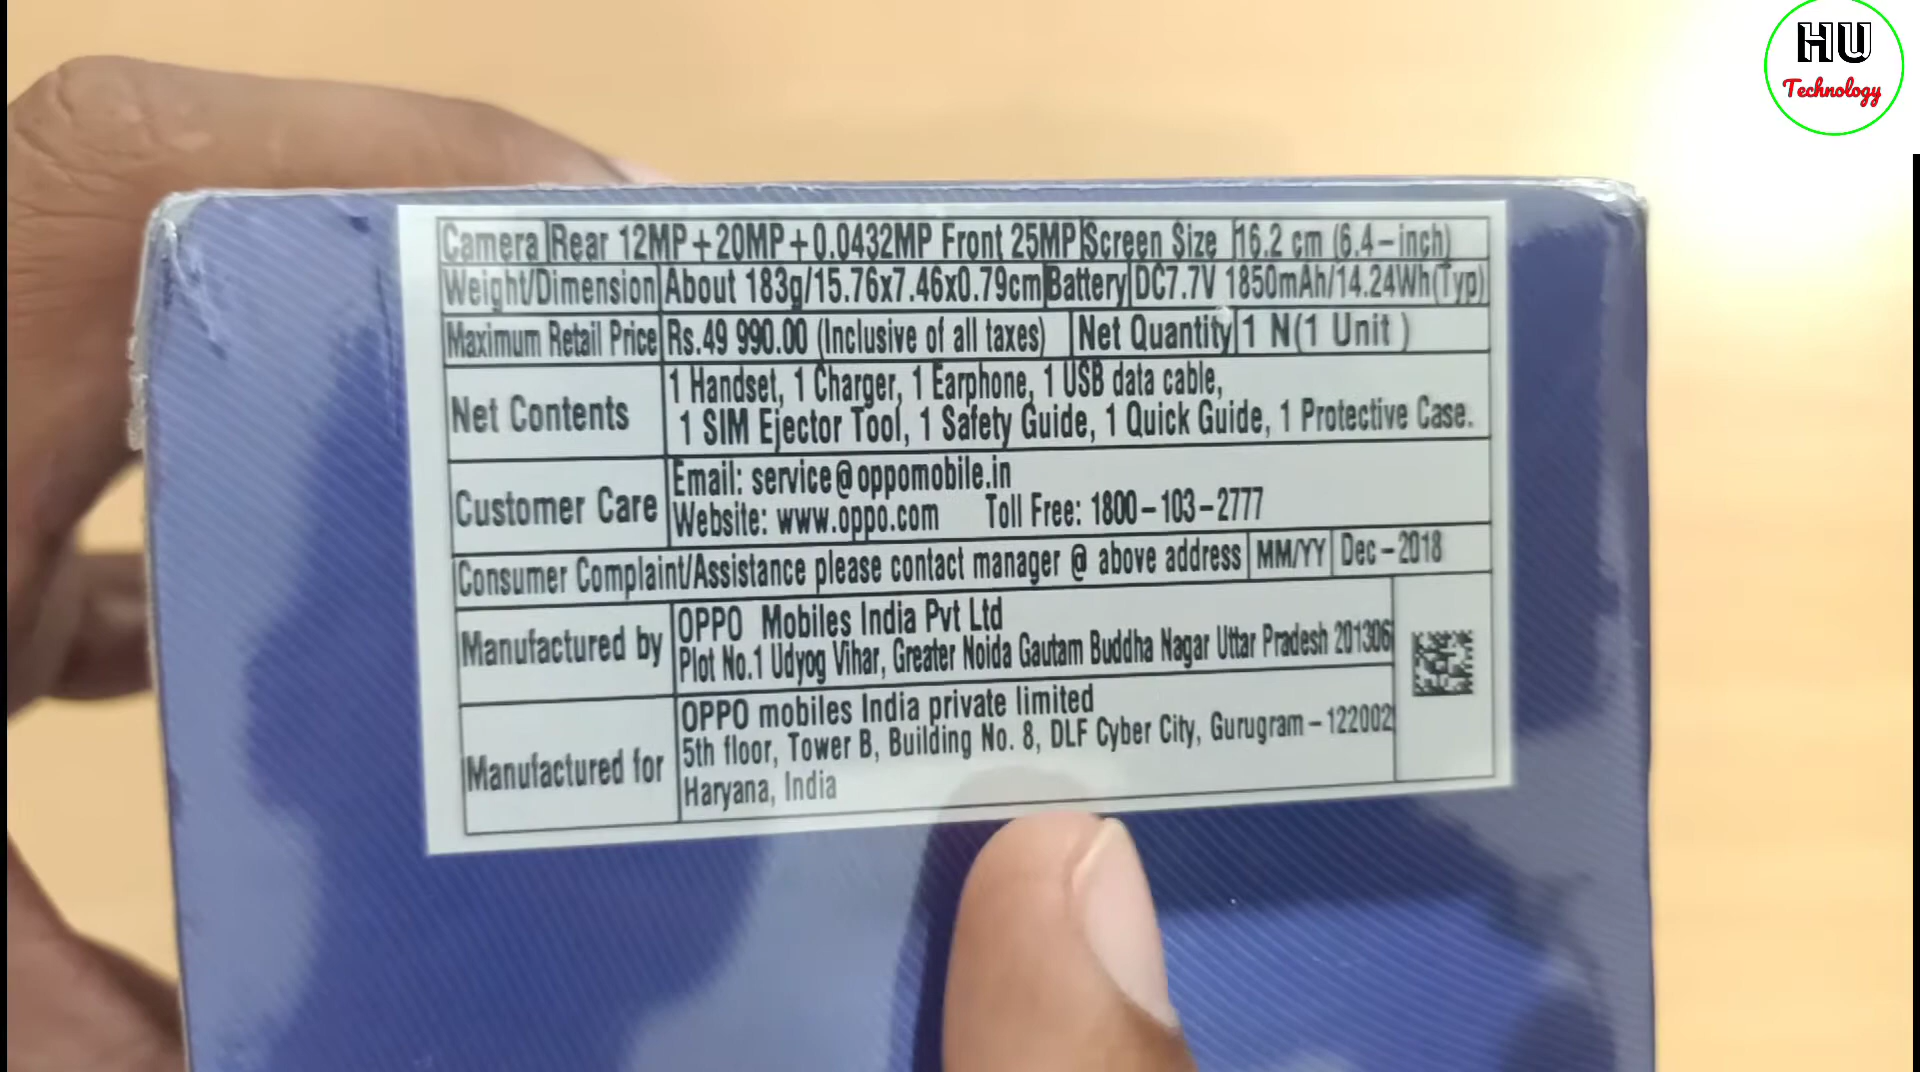 HU
Technology
Camera Rear 12MP+20MP+0.0432MP Front 25MP Screen Size 16.2 cm (6.4-inch)
Weight/Dimension About 183g/15.76x7.46x0.79cm Battery DC7.7V 1850mAh/14.24Wh(Typ)
Maximum Retail Price Rs.49 990.00 (Inclusive of all taxes) Net Quantity 1 N(1 Unit )
Net Contents 1 Handset, 1 Charger, 1 Earphone, 1 USB data cable,
1 SIM Ejector Tool, 1 Safety Guide, 1 Quick Guide, 1 Protective Case.
Customer Care Email: service@oppomobile.in
Website: www.oppo.com Toll Free: 1800-103-2777
Consumer Complaint/Assistance please contact manager @ above address MM/YY Dec-2018
Manufactured by OPPO Mobiles India Pvt Ltd
Plot No.1 Udyog Vihar, Greater Noida Gautam Buddha Nagar Uttar Pradesh 201306
Manufactured for OPPO mobiles India private limited
5th floor, Tower B, Building No. 8, DLF Cyber City, Gurugram-122002
Haryana, India